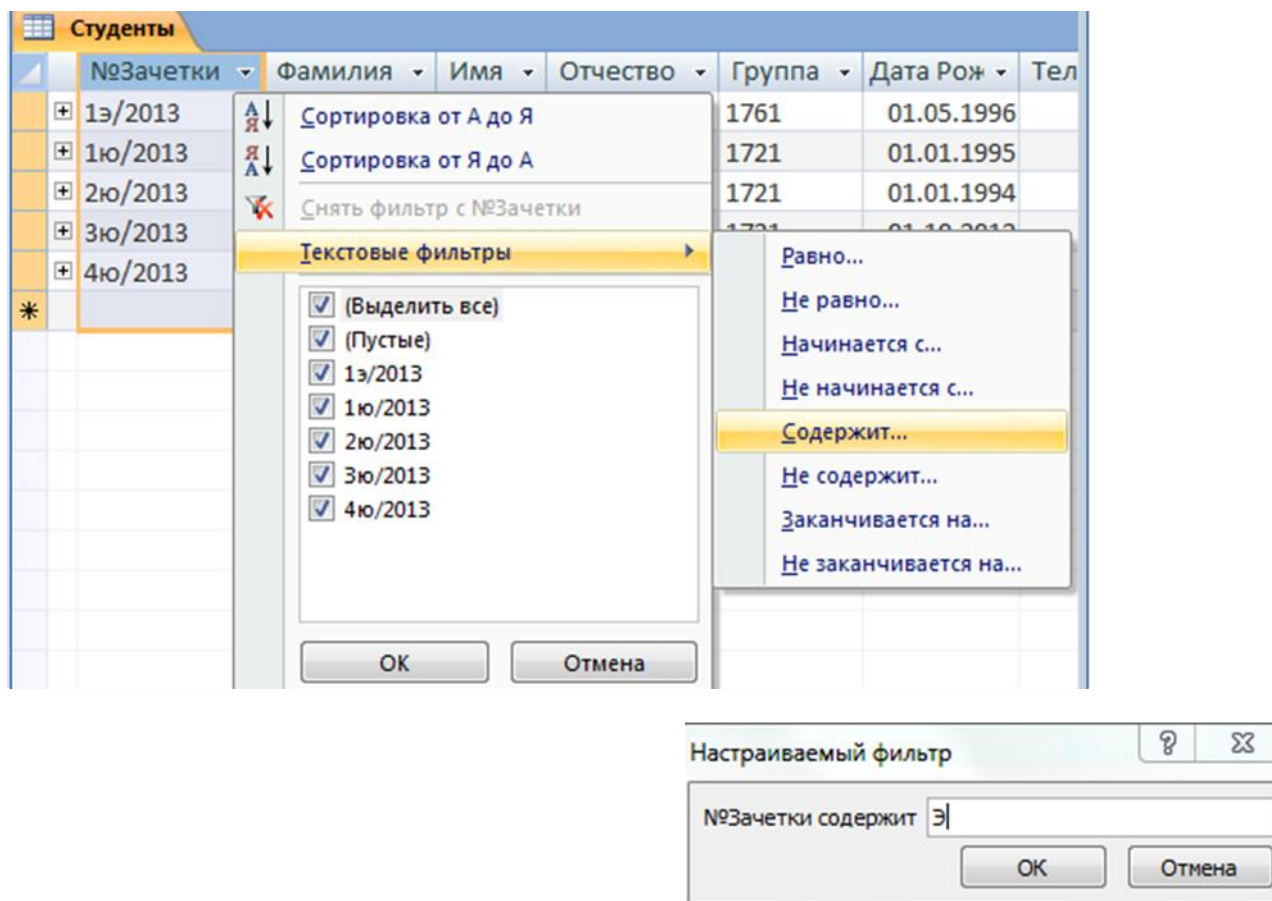 Студенты
№Зачетки Фамилия Имя Отчество Группа Дата Рож Тел
1э/2013 1761 01.05.1996
1ю/2013 1721 01.01.1995
2ю/2013 1721 01.01.1994
3ю/2013 1721 01.10.2012
4ю/2013
Сортировка от А до Я
Сортировка от Я до А
Снять фильтр с №Зачетки
Текстовые фильтры
(Выделить все)
(Пустые)
1э/2013
1ю/2013
2ю/2013
3ю/2013
4ю/2013
ОК Отмена
Равно...
Не равно...
Начинается с...
Не начинается с...
Содержит...
Не содержит...
Заканчивается на...
Не заканчивается на...
Настраиваемый фильтр
№Зачетки содержит Э
ОК Отмена